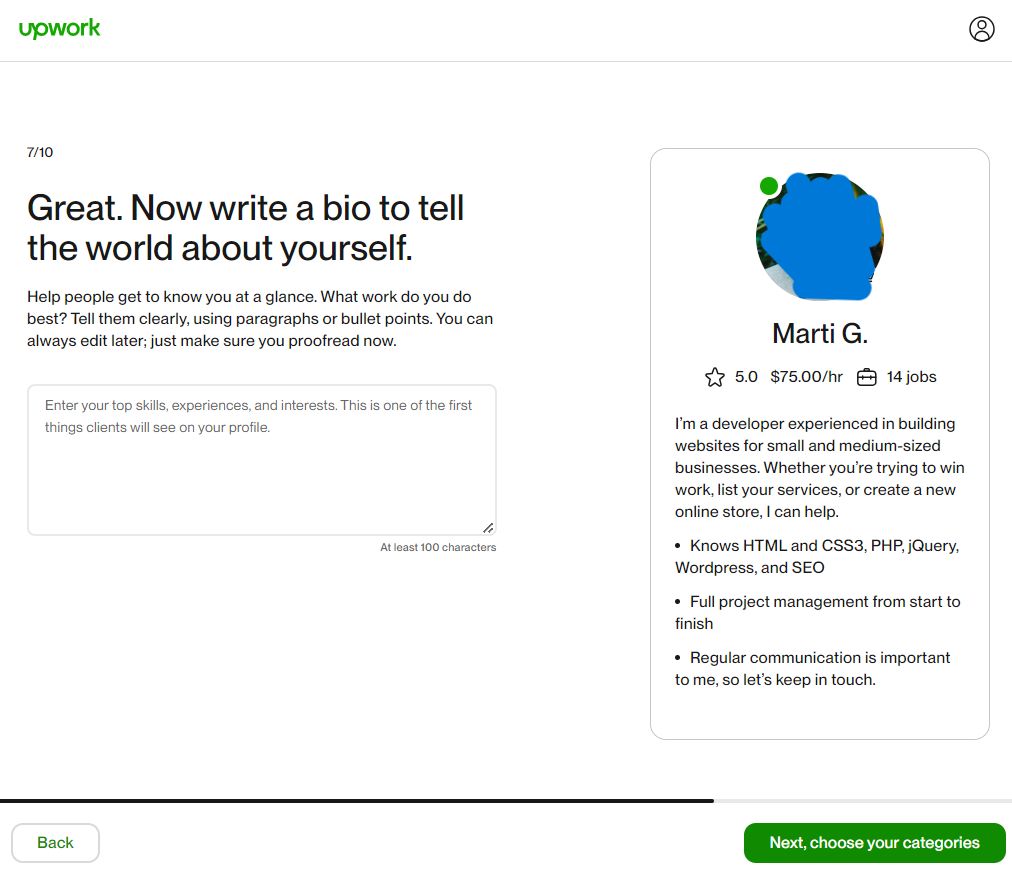 upwork
7/10
Great. Now write a bio to tell
the world about yourself.
Help people get to know you at a glance. What work do you do
best? Tell them clearly, using paragraphs or bullet points. You can
always edit later; just make sure you proofread now.
Enter your top skills, experiences, and interests. This is one of the first
things clients will see on your profile.
At least 100 characters
Marti G.
5.0 $75.00/hr 14 jobs
I’m a developer experienced in building
websites for small and medium-sized
businesses. Whether you’re trying to win
work, list your services, or create a new
online store, I can help.
• Knows HTML and CSS3, PHP, jQuery,
Wordpress, and SEO
• Full project management from start to
finish
• Regular communication is important
to me, so let’s keep in touch.
Back
Next, choose your categories